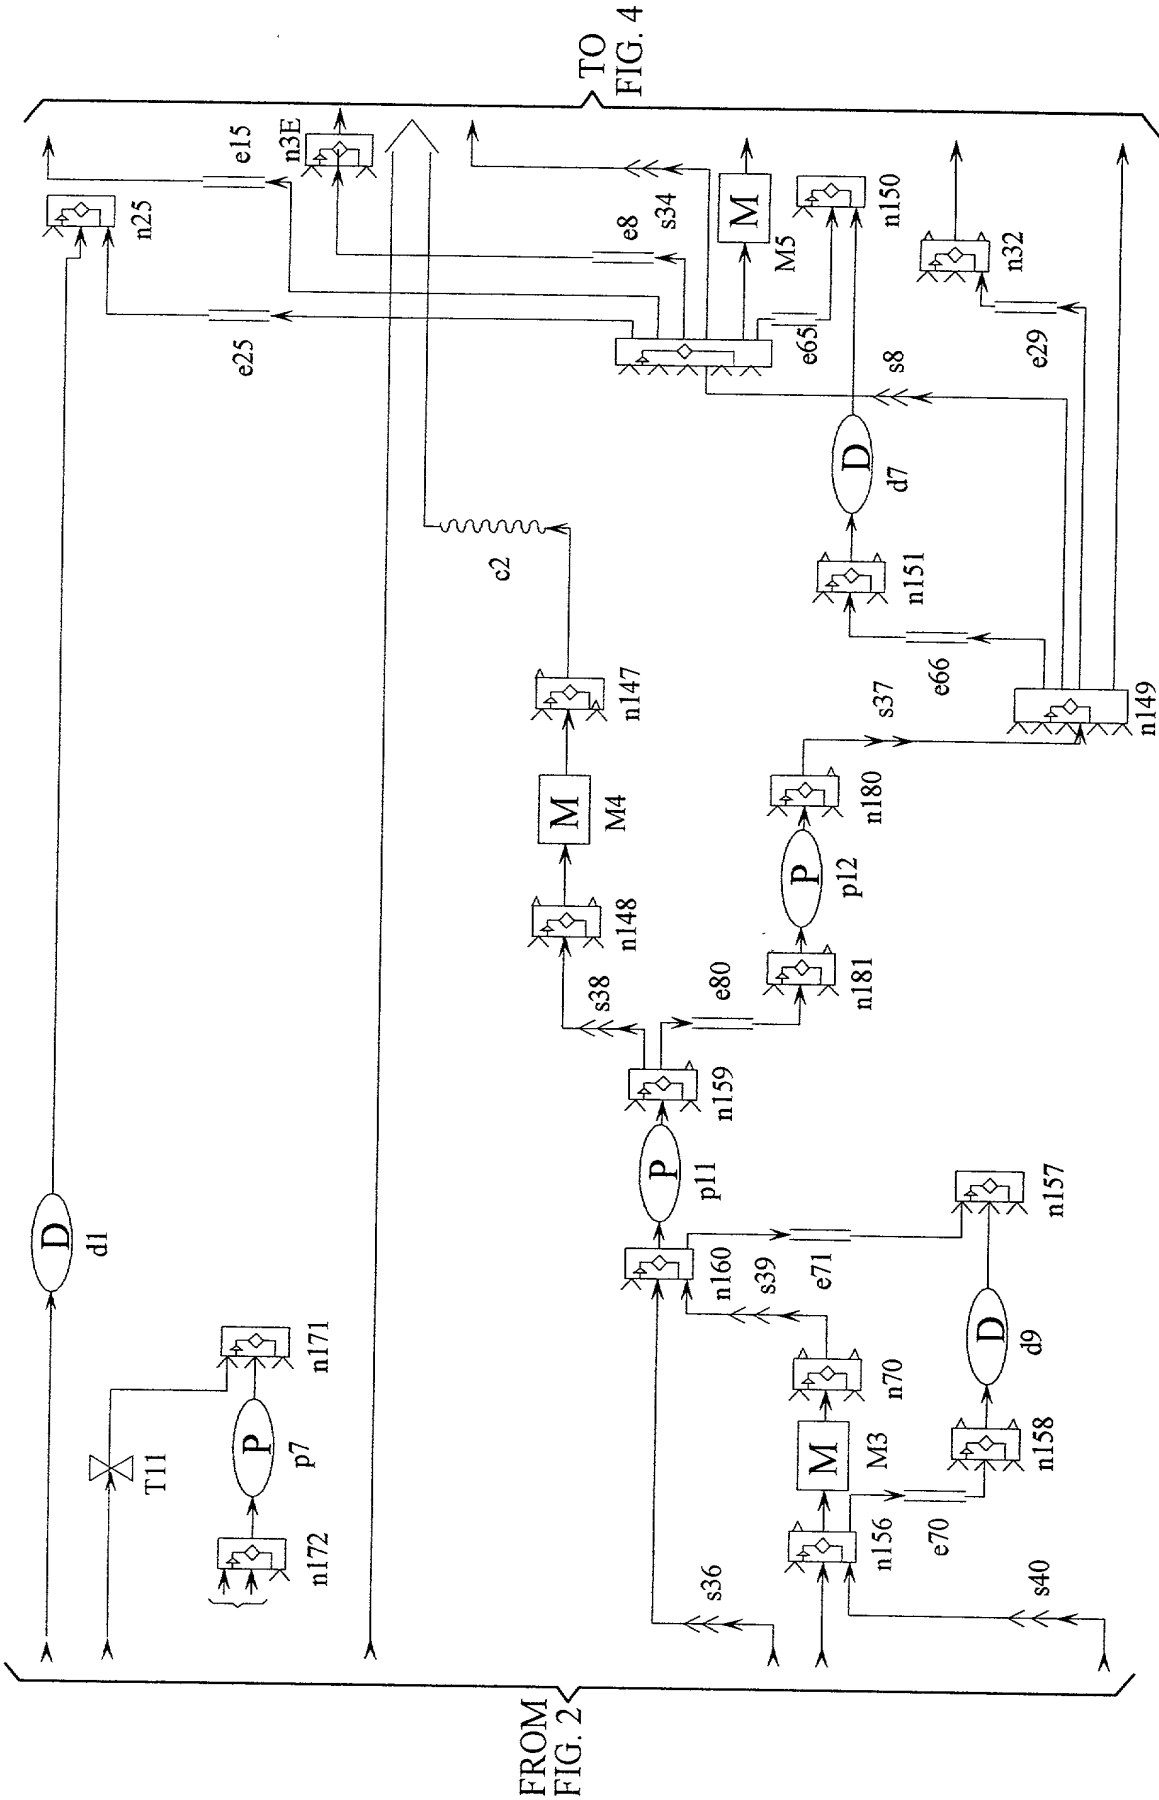 FROM
FIG. 2
TO
FIG. 4
D
d1
T11
n171
P
p7
n172
n25
e15
n3E
e25
e8
c2
s34
M
M5
e65
n150
n32
e29
s8
D
d7
n151
e66
s37
n149
n147
M
M4
n148
s38
e80
n180
P
p12
n181
n159
P
p11
n160
s39
e71
n157
D
d9
n158
n70
M
M3
n156
e70
s36
s40